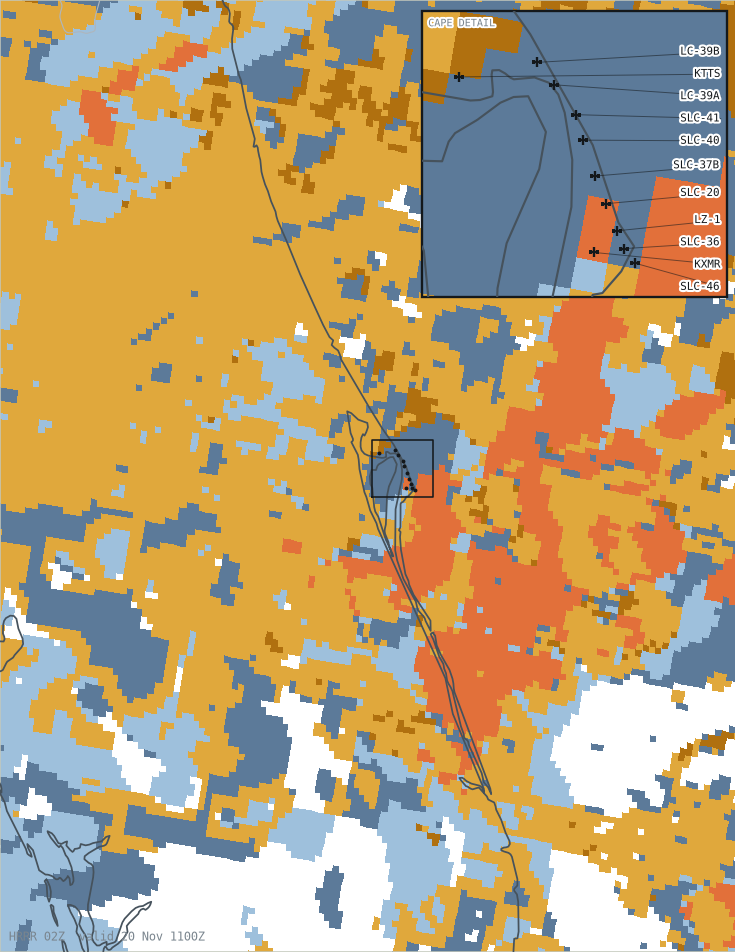 CAPE DETAIL
LC-39B
KTTS
LC-39A
SLC-41
SLC-40
SLC-37B
SLC-20
LZ-1
SLC-36
KXMR
SLC-46
HRRR 02Z, valid 20 Nov 1100Z